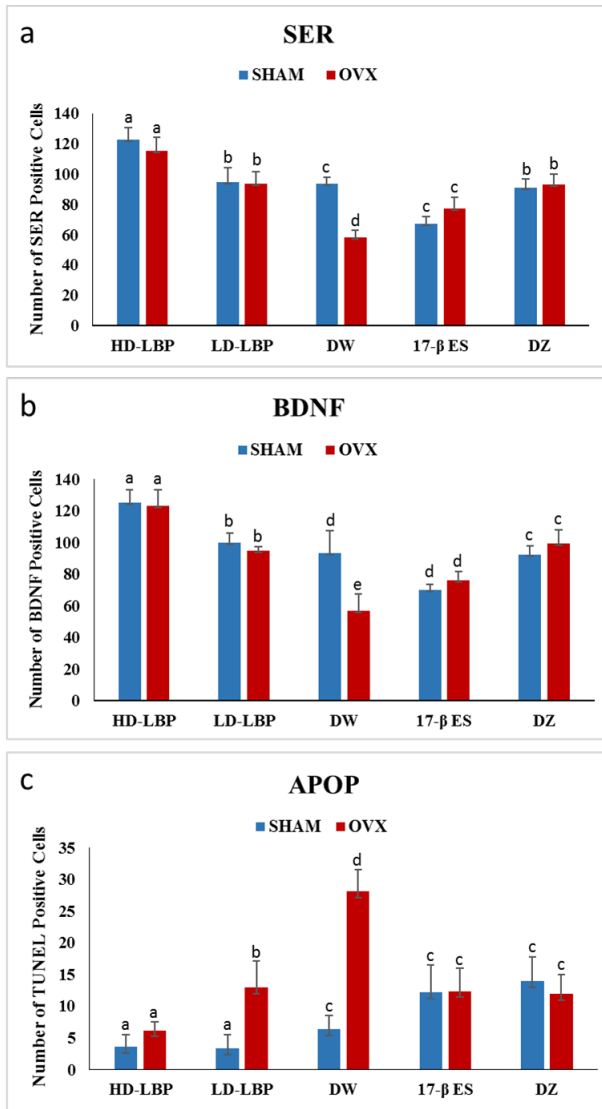 a
SER
SHAM OVX
Number of SER Positive Cells
140
120
100
80
60
40
20
0
a a b b c d c c b b
HD-LBP LD-LBP DW 17-β ES DZ
b
BDNF
SHAM OVX
Number of BDNF Positive Cells
140
120
100
80
60
40
20
0
a a b b d e d d c c
HD-LBP LD-LBP DW 17-β ES DZ
c
APOP
SHAM OVX
Number of TUNEL Positive Cells
35
30
25
20
15
10
5
0
a a a b c d c c c c
HD-LBP LD-LBP DW 17-β ES DZ